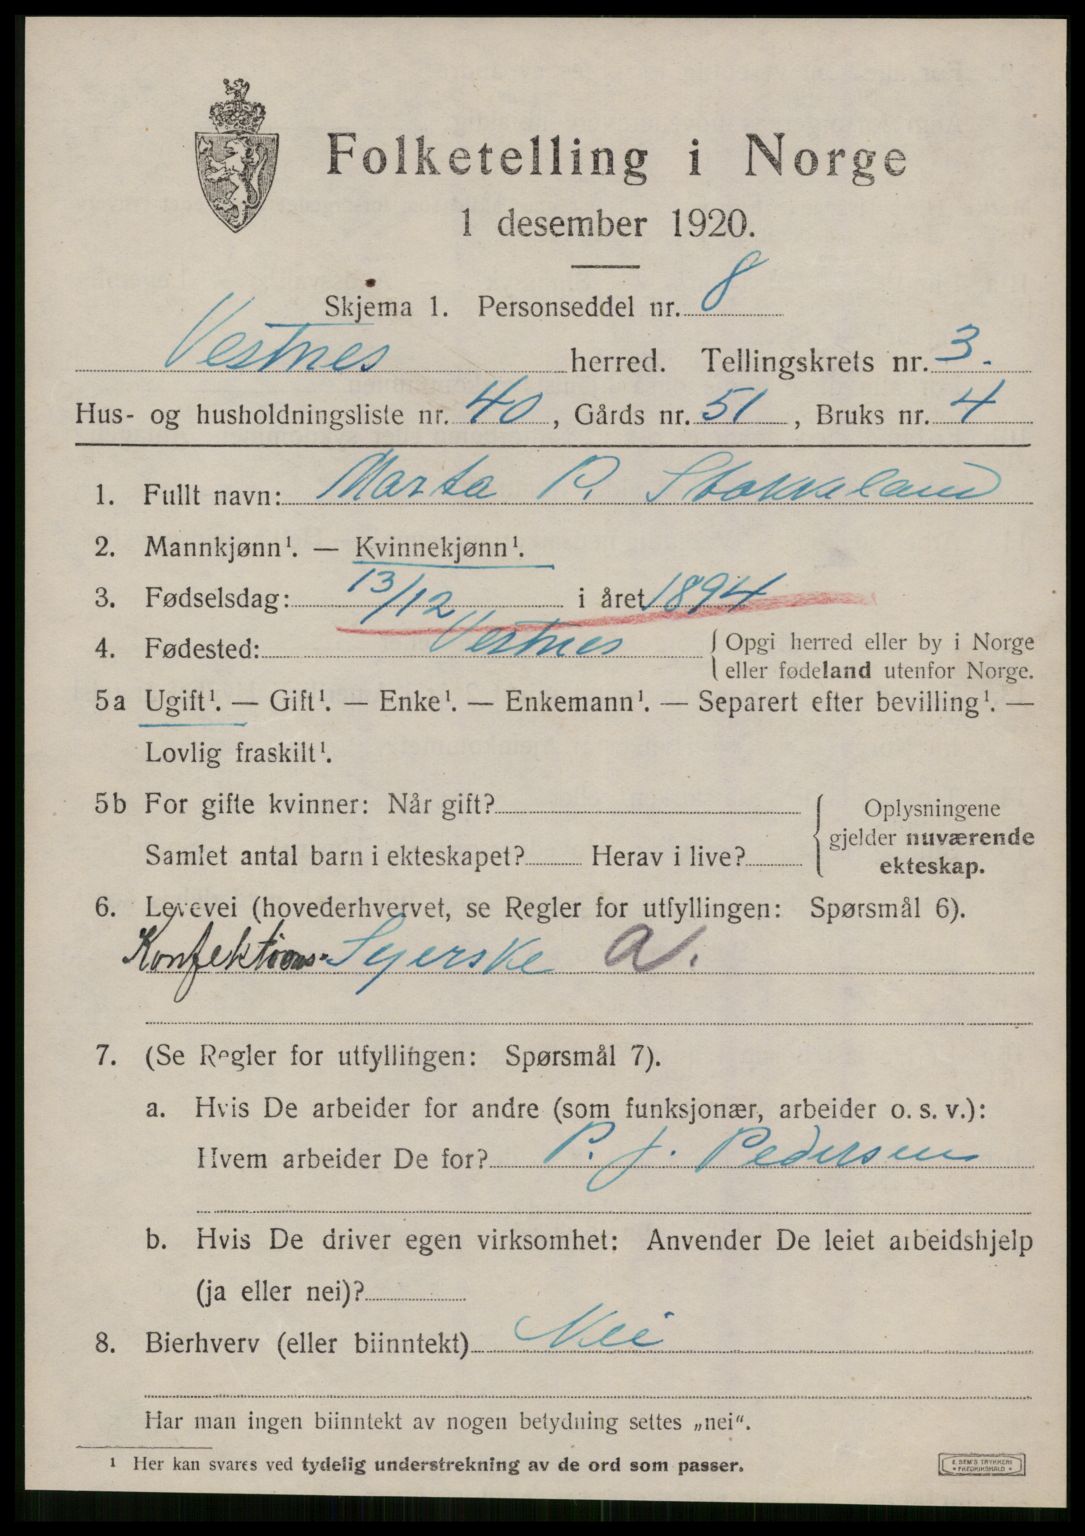 Folketelling i Norge
1 desember 1920.
Skjema 1. Personseddel nr. 8
Vestnes herred. Tellingskrets nr. 3.
Hus- og husholdningsliste nr. 40, Gårds nr. 51, Bruks nr. 4
1. Fullt navn: Marta P. Stokkeland
2. Mannkjønn¹. — Kvinnekjønn¹.
3. Fødselsdag: 13/12 i året 1894
4. Fødested: Vestnes { Opgi herred eller by i Norge
eller fødeland utenfor Norge.
5a Ugift¹. — Gift¹. — Enke¹. — Enkemann¹. — Separert efter bevilling¹. —
Lovlig fraskilt¹.
5b For gifte kvinner: Når gift? { Oplysningene
gjelder nuværende
Samlet antal barn i ekteskapet? Herav i live? ekteskap.
6. Levevei (hovederhvervet, se Regler for utfyllingen: Spørsmål 6).
Konfektions-Syerske a.
7. (Se Regler for utfyllingen: Spørsmål 7).
a. Hvis De arbeider for andre (som funksjonær, arbeider o. s. v.):
Hvem arbeider De for? P. J. Pedersen
b. Hvis De driver egen virksomhet: Anvender De leiet arbeidshjelp
(ja eller nei)?
8. Bierhverv (eller biinntekt) Nei
Har man ingen biinntekt av nogen betydning settes „nei“.
¹ Her kan svares ved tydelig understrekning av de ord som passer.
E. SEM'S TRYKKERI
FREDRIKSHALD